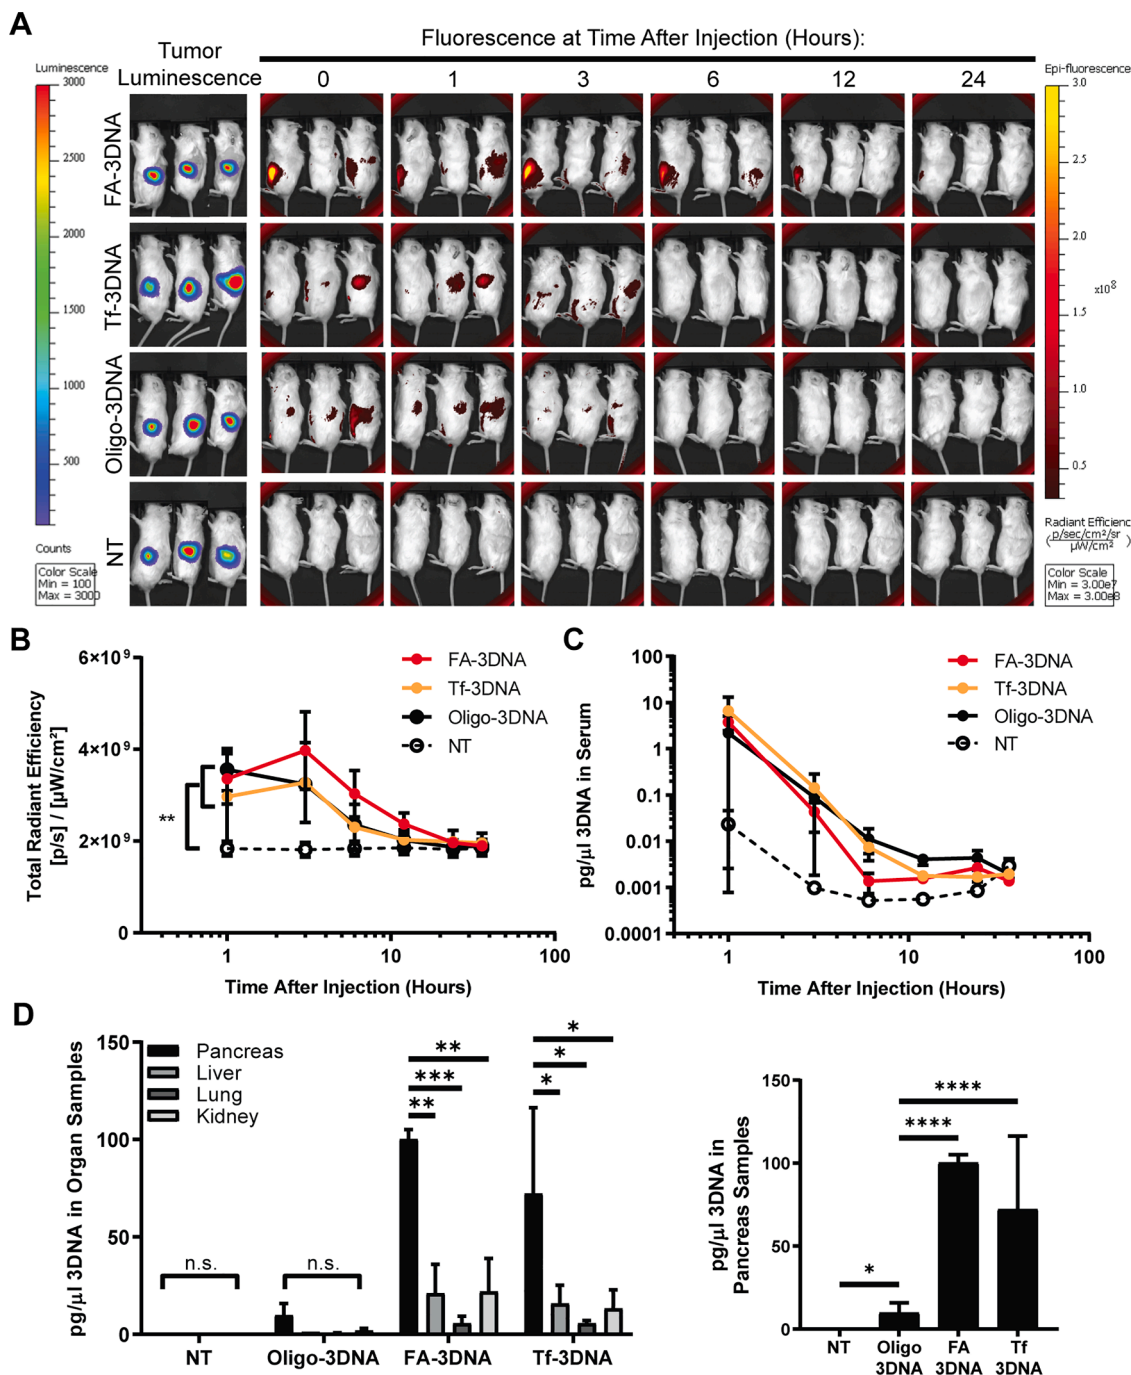 A
Tumor
Luminescence
Fluorescence at Time After Injection (Hours):
0 1 3 6 12 24
Luminescence
3000
2500
2000
1500
1000
500
Counts
Color Scale
Min = 100
Max = 3000
FA-3DNA
Tf-3DNA
Oligo-3DNA
NT
Epi-fluorescence
3.0
2.5
2.0
x10⁸
1.5
1.0
0.5
Radiant Efficienc
(p/sec/cm²/sr
µW/cm²)
Color Scale
Min = 3.00e7
Max = 3.00e8
B
Total Radiant Efficiency
[p/s] / [µW/cm²]
6×10⁹
4×10⁹
2×10⁹
0
**
FA-3DNA
Tf-3DNA
Oligo-3DNA
NT
1 10 100
Time After Injection (Hours)
C
pg/µl 3DNA in Serum
100
10
1
0.1
0.01
0.001
0.0001
FA-3DNA
Tf-3DNA
Oligo-3DNA
NT
1 10 100
Time After Injection (Hours)
D
pg/µl 3DNA in Organ Samples
150
100
50
0
Pancreas
Liver
Lung
Kidney
n.s.
n.s.
**
***
**
*
*
*
NT Oligo-3DNA FA-3DNA Tf-3DNA
pg/µl 3DNA in
Pancreas Samples
150
100
50
0
*
****
****
NT Oligo FA Tf
3DNA 3DNA 3DNA